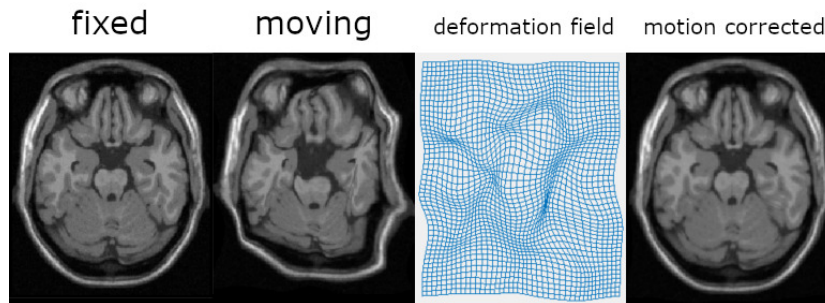 fixed
moving
deformation field
motion corrected